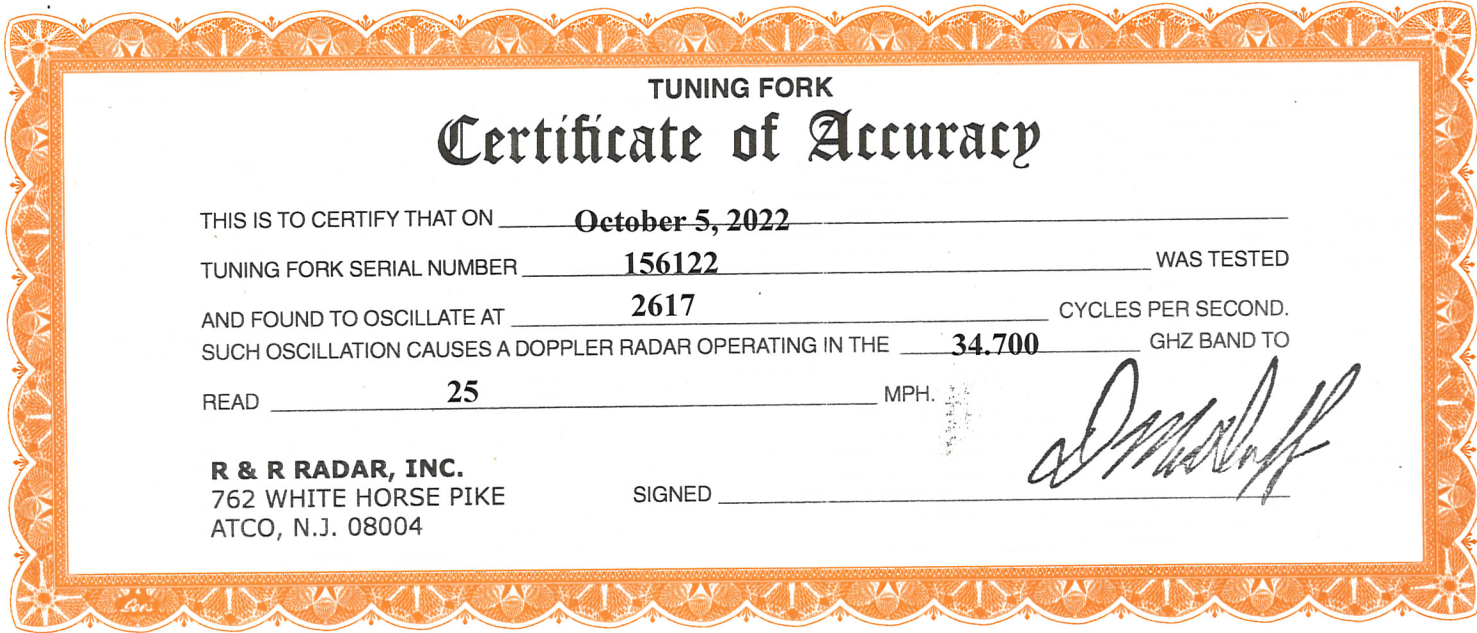 TUNING FORK
Certificate of Accuracy
THIS IS TO CERTIFY THAT ON October 5, 2022
TUNING FORK SERIAL NUMBER 156122 WAS TESTED
AND FOUND TO OSCILLATE AT 2617 CYCLES PER SECOND.
SUCH OSCILLATION CAUSES A DOPPLER RADAR OPERATING IN THE 34.700 GHZ BAND TO
READ 25 MPH.
R & R RADAR, INC.
762 WHITE HORSE PIKE
ATCO, N.J. 08004
SIGNED